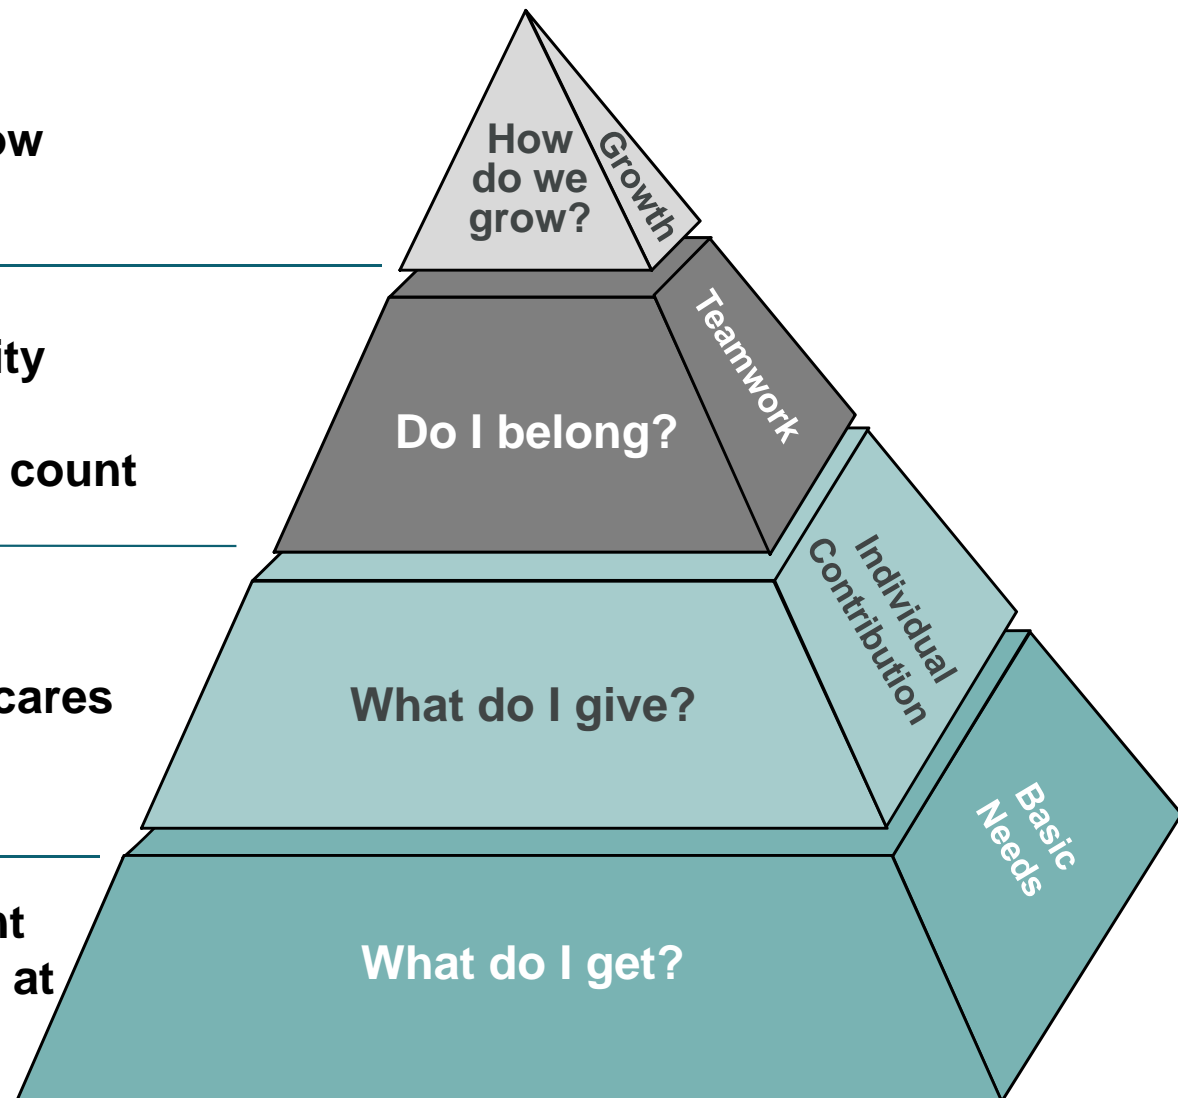 How
do we
grow?
Growth
Do I belong?
Teamwork
ity
count
What do I give?
Individual
Contribution
cares
What do I get?
Basic
Needs
at